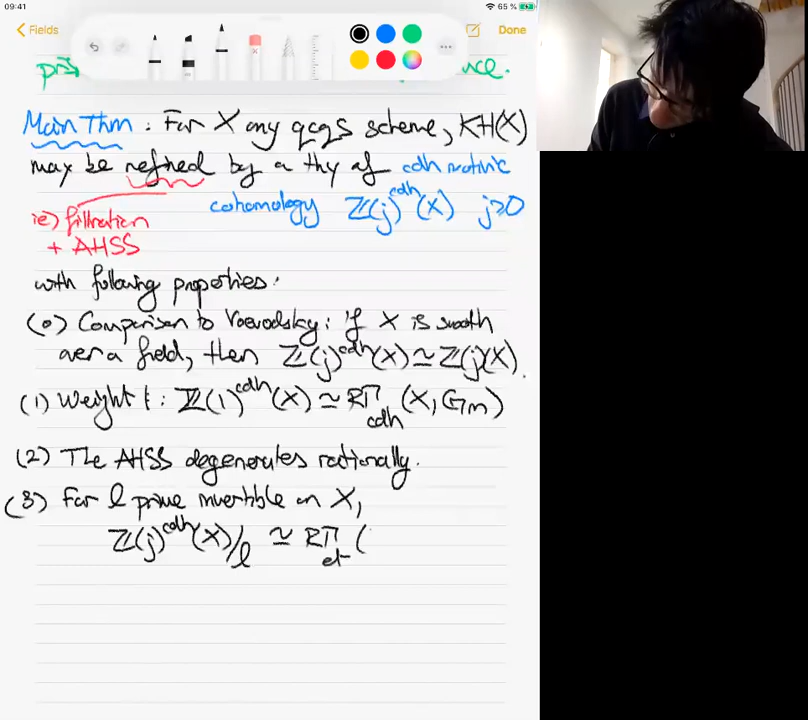 09:41
65 %
Fields
Done
Main Thm : For X any qcqs scheme, KH(X)
may be refined by a thy of cdh motivic
cohomology ℤ(j)^cdh(X) j≥0
ie) filtration
+ AHSS
with following properties:
(0) Comparison to Voevodsky: if X is smooth
over a field, then ℤ(j)^cdh(X) ≃ ℤ(j)(X).
(1) Weight 1: ℤ(1)^cdh(X) ≃ RΓ_cdh(X, G_m)
(2) The AHSS degenerates rationally.
(3) For l prime invertible on X,
ℤ(j)^cdh(X)/l ≃ RΓ_et (